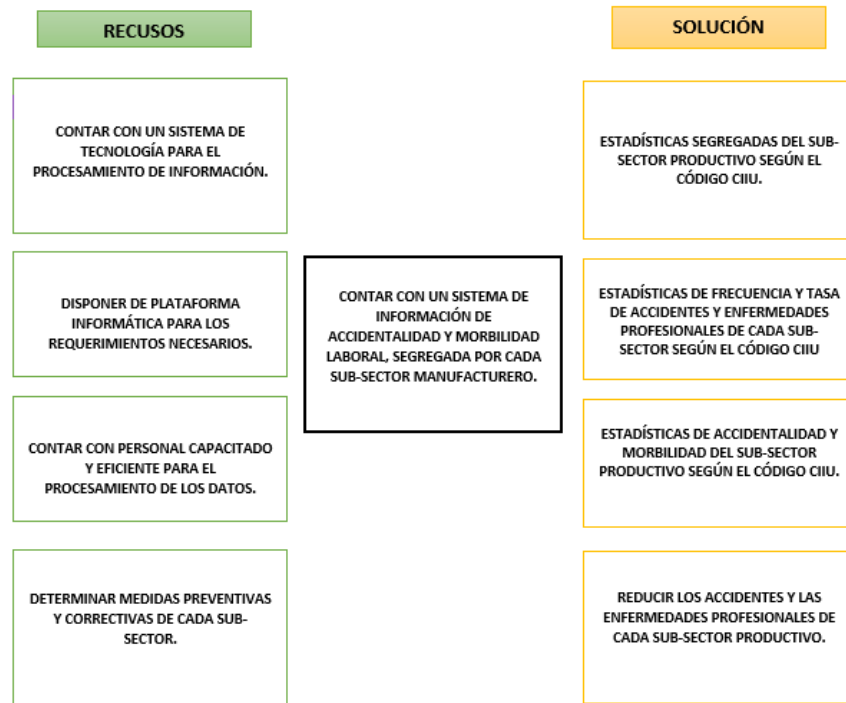 RECUSOS
CONTAR CON UN SISTEMA DE
TECNOLOGÍA PARA EL
PROCESAMIENTO DE INFORMACIÓN.
DISPONER DE PLATAFORMA
INFORMÁTICA PARA LOS
REQUERIMIENTOS NECESARIOS.
CONTAR CON PERSONAL CAPACITADO
Y EFICIENTE PARA EL
PROCESAMIENTO DE LOS DATOS.
DETERMINAR MEDIDAS PREVENTIVAS
Y CORRECTIVAS DE CADA SUB-
SECTOR.
CONTAR CON UN SISTEMA DE
INFORMACIÓN DE
ACCIDENTALIDAD Y MORBILIDAD
LABORAL, SEGREGADA POR CADA
SUB-SECTOR MANUFACTURERO.
SOLUCIÓN
ESTADÍSTICAS SEGREGADAS DEL SUB-
SECTOR PRODUCTIVO SEGÚN EL
CÓDIGO CIIU.
ESTADÍSTICAS DE FRECUENCIA Y TASA
DE ACCIDENTES Y ENFERMEDADES
PROFESIONALES DE CADA SUB-
SECTOR SEGÚN EL CÓDIGO CIIU
ESTADÍSTICAS DE ACCIDENTALIDAD Y
MORBILIDAD DEL SUB-SECTOR
PRODUCTIVO SEGÚN EL CÓDIGO CIIU.
REDUCIR LOS ACCIDENTES Y LAS
ENFERMEDADES PROFESIONALES DE
CADA SUB-SECTOR PRODUCTIVO.